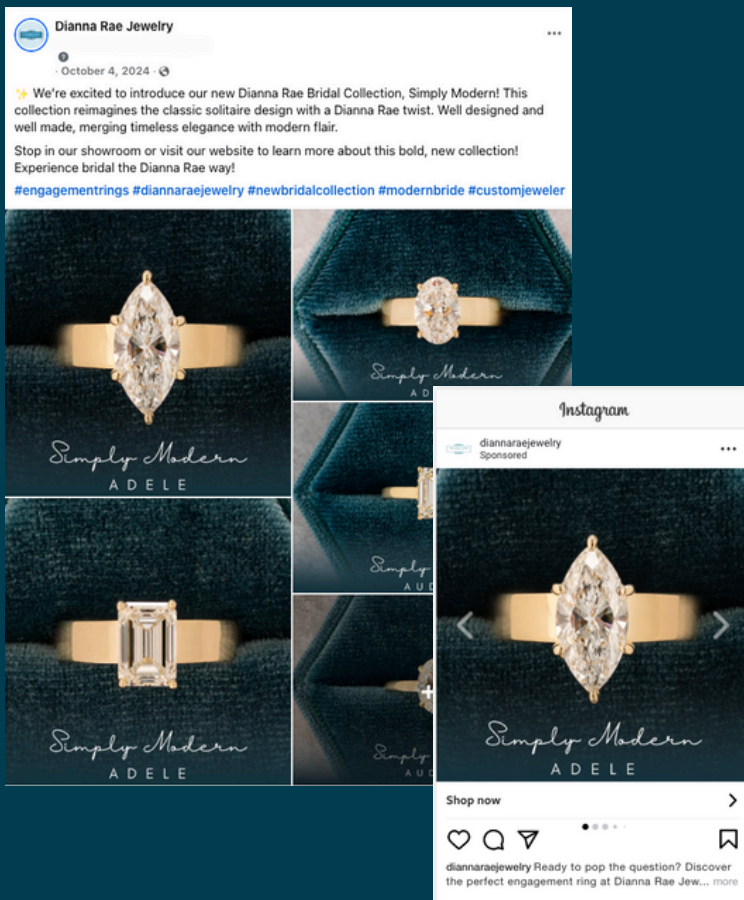 Dianna Rae Jewelry
· October 4, 2024 ·
✨ We're excited to introduce our new Dianna Rae Bridal Collection, Simply Modern! This
collection reimagines the classic solitaire design with a Dianna Rae twist. Well designed and
well made, merging timeless elegance with modern flair.
Stop in our showroom or visit our website to learn more about this bold, new collection!
Experience bridal the Dianna Rae way!
#engagementrings #diannaraejewelry #newbridalcollection #modernbride #customjeweler
Simply Modern
ADELE
Simply Modern
AD
Simply
AUD
Simply Modern
ADELE
+
AUD
Instagram
diannaraejewelry
Sponsored
Simply Modern
ADELE
Shop now
diannaraejewelry Ready to pop the question? Discover
the perfect engagement ring at Dianna Rae Jew... more